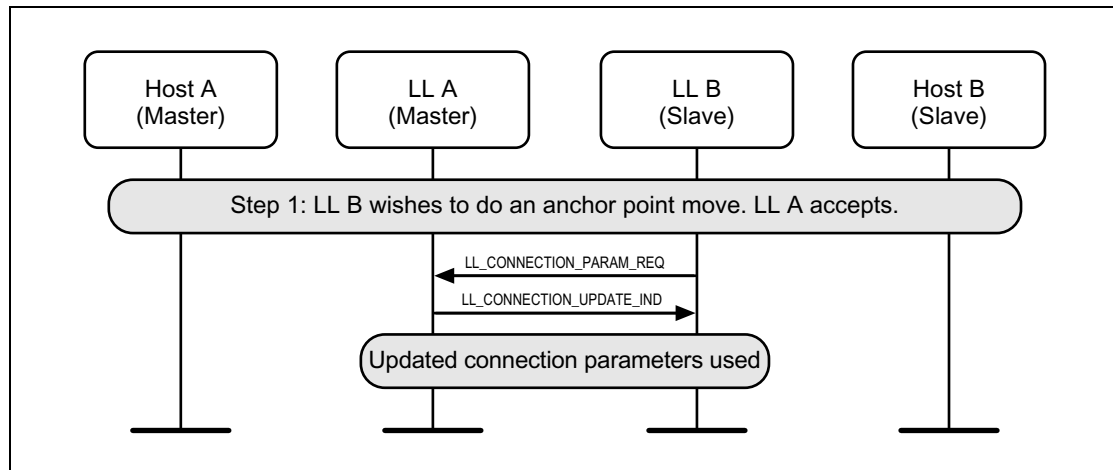 Host A
(Master)
LL A
(Master)
LL B
(Slave)
Host B
(Slave)
Step 1: LL B wishes to do an anchor point move. LL A accepts.
LL_CONNECTION_PARAM_REQ
LL_CONNECTION_UPDATE_IND
Updated connection parameters used